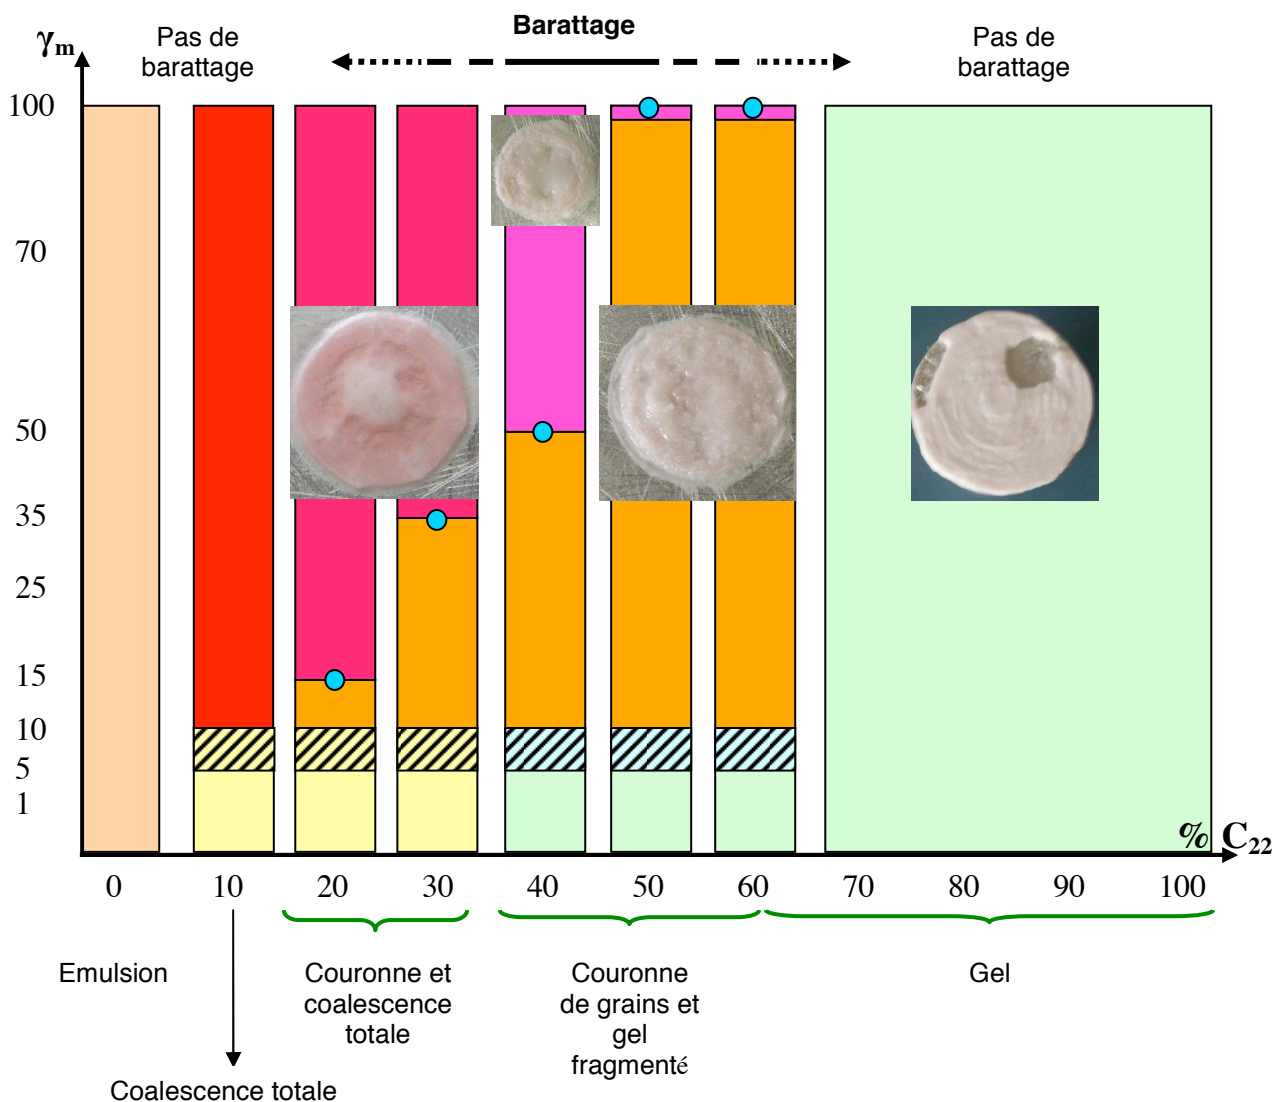 Barattage
Pas de
barattage
Pas de
barattage
γm
100
70
50
35
25
15
10
5
1
% C22
0 10 20 30 40 50 60 70 80 90 100
Emulsion
Couronne et
coalescence
totale
Couronne
de grains et
gel
fragmenté
Gel
Coalescence totale